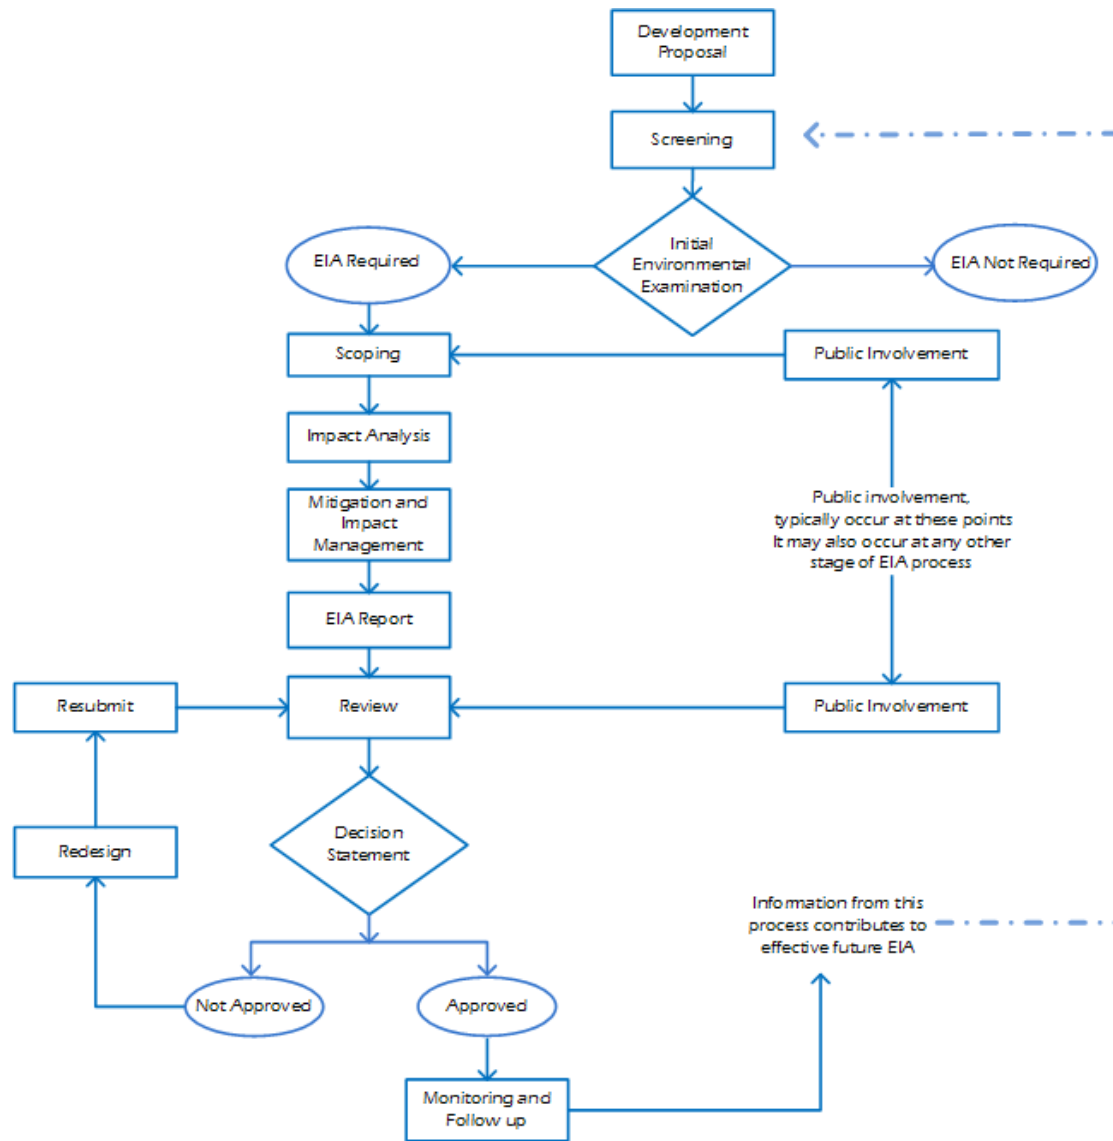 Development
Proposal
Screening
Initial
Environmental
Examination
EIA Required
EIA Not Required
Scoping
Public Involvement
Impact Analysis
Mitigation and
Impact
Management
Public involvement,
typically occur at these points
It may also occur at any other
stage of EIA process
EIA Report
Resubmit
Review
Public Involvement
Redesign
Decision
Statement
Information from this
process contributes to
effective future EIA
Not Approved
Approved
Monitoring and
Follow up